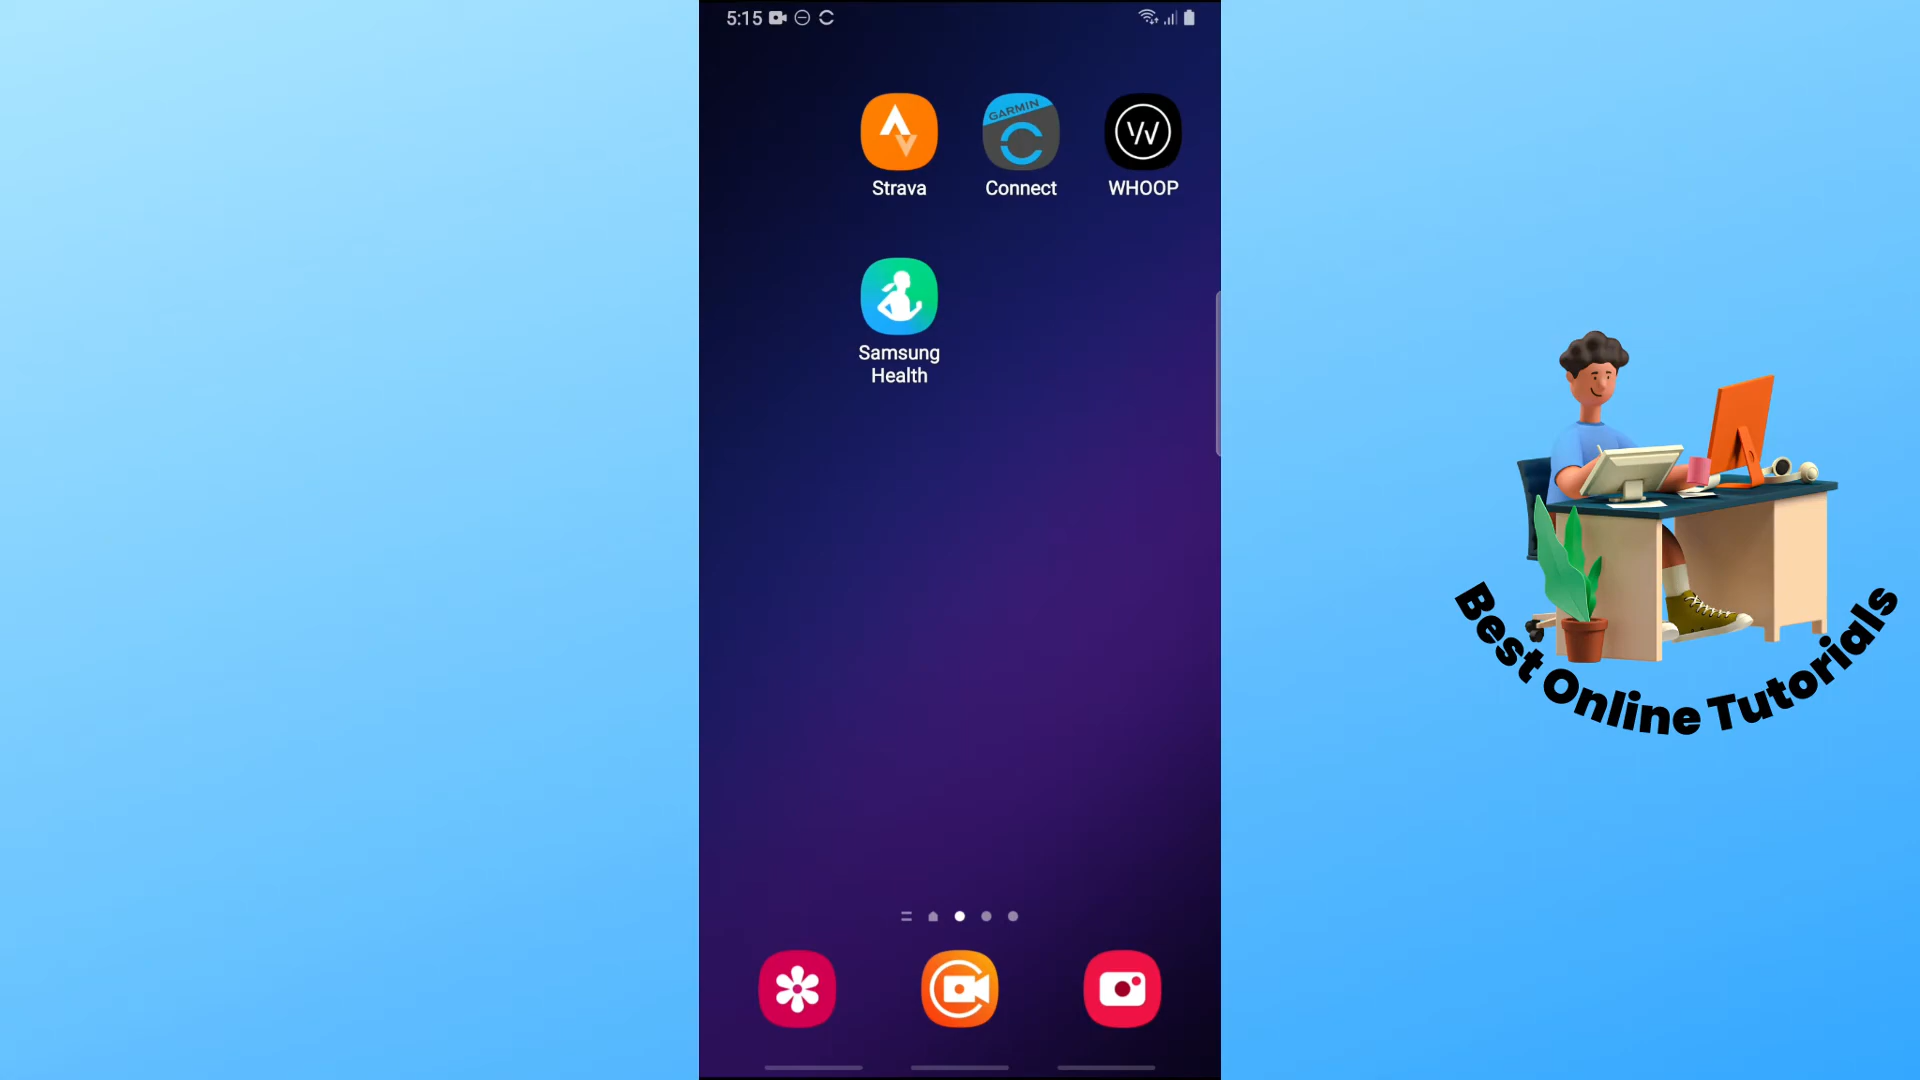 5:15
GARMIN
Strava
Connect
WHOOP
Samsung
Health
Best Online Tutorials